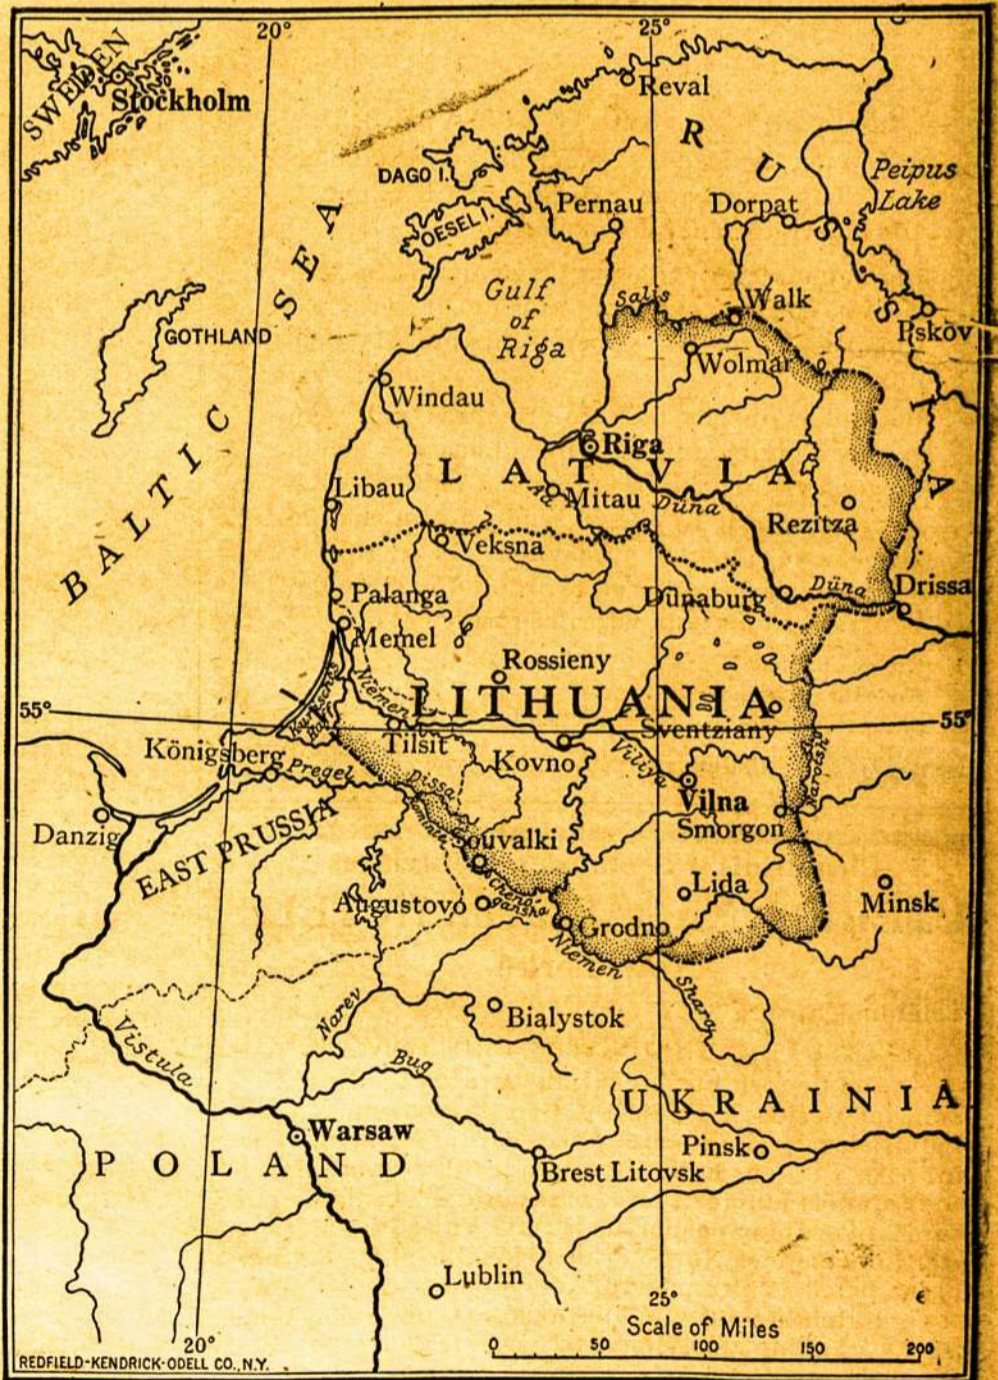 20°
25°
SWEDEN
Stockholm
Reval
RUSSIA
DAGO I.
Peipus
Lake
OESEL I.
Pernau
Dorpat
BALTIC SEA
Gulf
of
Riga
Salis
Walk
Pskov
GOTHLAND
Wolmar
Windau
Riga
LATVIA
Libau
Aa
Mitau
Düna
Rezitza
Veksna
Palanga
Dünaburg
Düna
Drissa
Memel
Rossieny
Niemen
LITHUANIA
55°
55°
Sventziany
Tilsit
Königsberg
Kovno
Viliya
Pregel
Pissa
Vilna
Danzig
Smorgon
EAST PRUSSIA
Souvalki
Lida
Augustovo
Minsk
Grodno
Niemen
Shara
Narev
Bialystok
Vistula
Bug
UKRAINIA
Warsaw
Pinsk
POLAND
Brest Litovsk
Lublin
25°
20°
Scale of Miles
0 50 100 150 200
REDFIELD-KENDRICK-ODELL CO., N.Y.